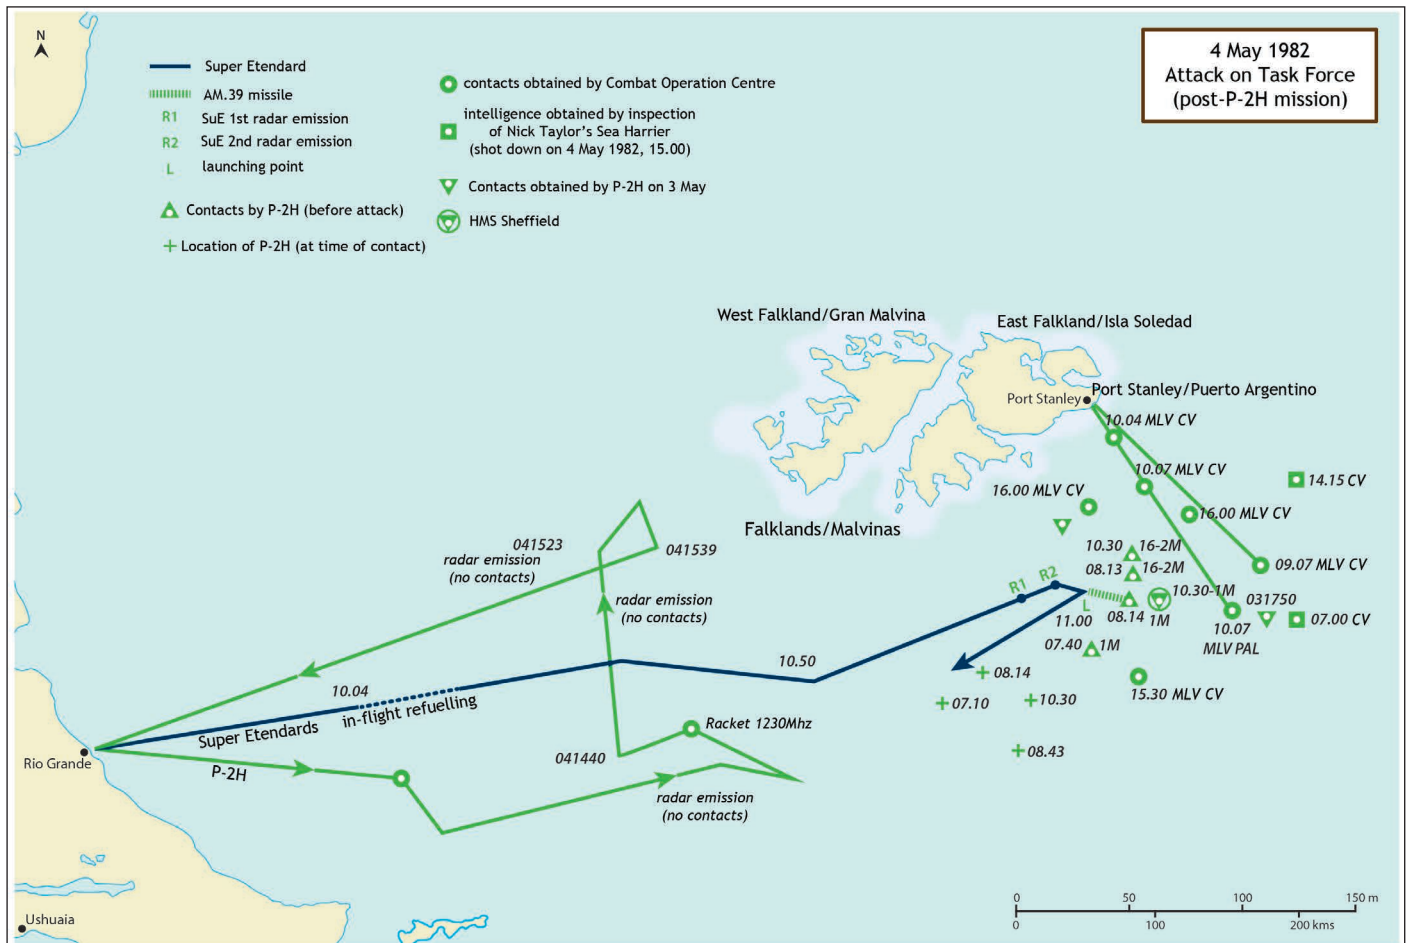 N
4 May 1982
Attack on Task Force
(post-P-2H mission)
Super Etendard
AM.39 missile
R1 SuE 1st radar emission
R2 SuE 2nd radar emission
L launching point
Contacts by P-2H (before attack)
Location of P-2H (at time of contact)
contacts obtained by Combat Operation Centre
intelligence obtained by inspection
of Nick Taylor's Sea Harrier
(shot down on 4 May 1982, 15.00)
Contacts obtained by P-2H on 3 May
HMS Sheffield
West Falkland/Gran Malvina
East Falkland/Isla Soledad
Port Stanley/Puerto Argentino
Port Stanley
10.04 MLV CV
10.07 MLV CV
14.15 CV
16.00 MLV CV
16.00 MLV CV
Falklands/Malvinas
041523
041539
radar emission
(no contacts)
10.30
16-2M
08.13
16-2M
09.07 MLV CV
R1
R2
10.30-1M
031750
radar emission
(no contacts)
L
11.00
08.14
1M
10.07
MLV PAL
07.00 CV
07.40
1M
10.50
08.14
10.04
in-flight refuelling
Super Etendards
07.10
10.30
15.30 MLV CV
Racket 1230Mhz
Rio Grande
P-2H
041440
08.43
radar emission
(no contacts)
Ushuaia
0 50 100 150 m
0 100 200 kms